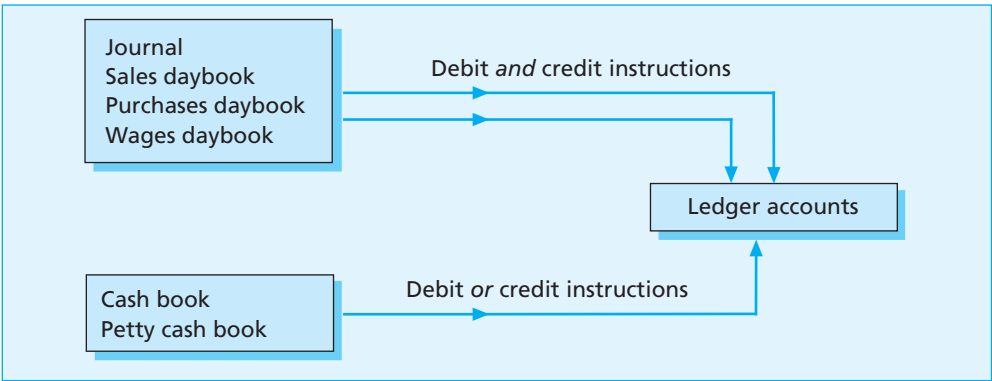 Journal
Sales daybook
Purchases daybook
Wages daybook
Debit and credit instructions
Ledger accounts
Cash book
Petty cash book
Debit or credit instructions